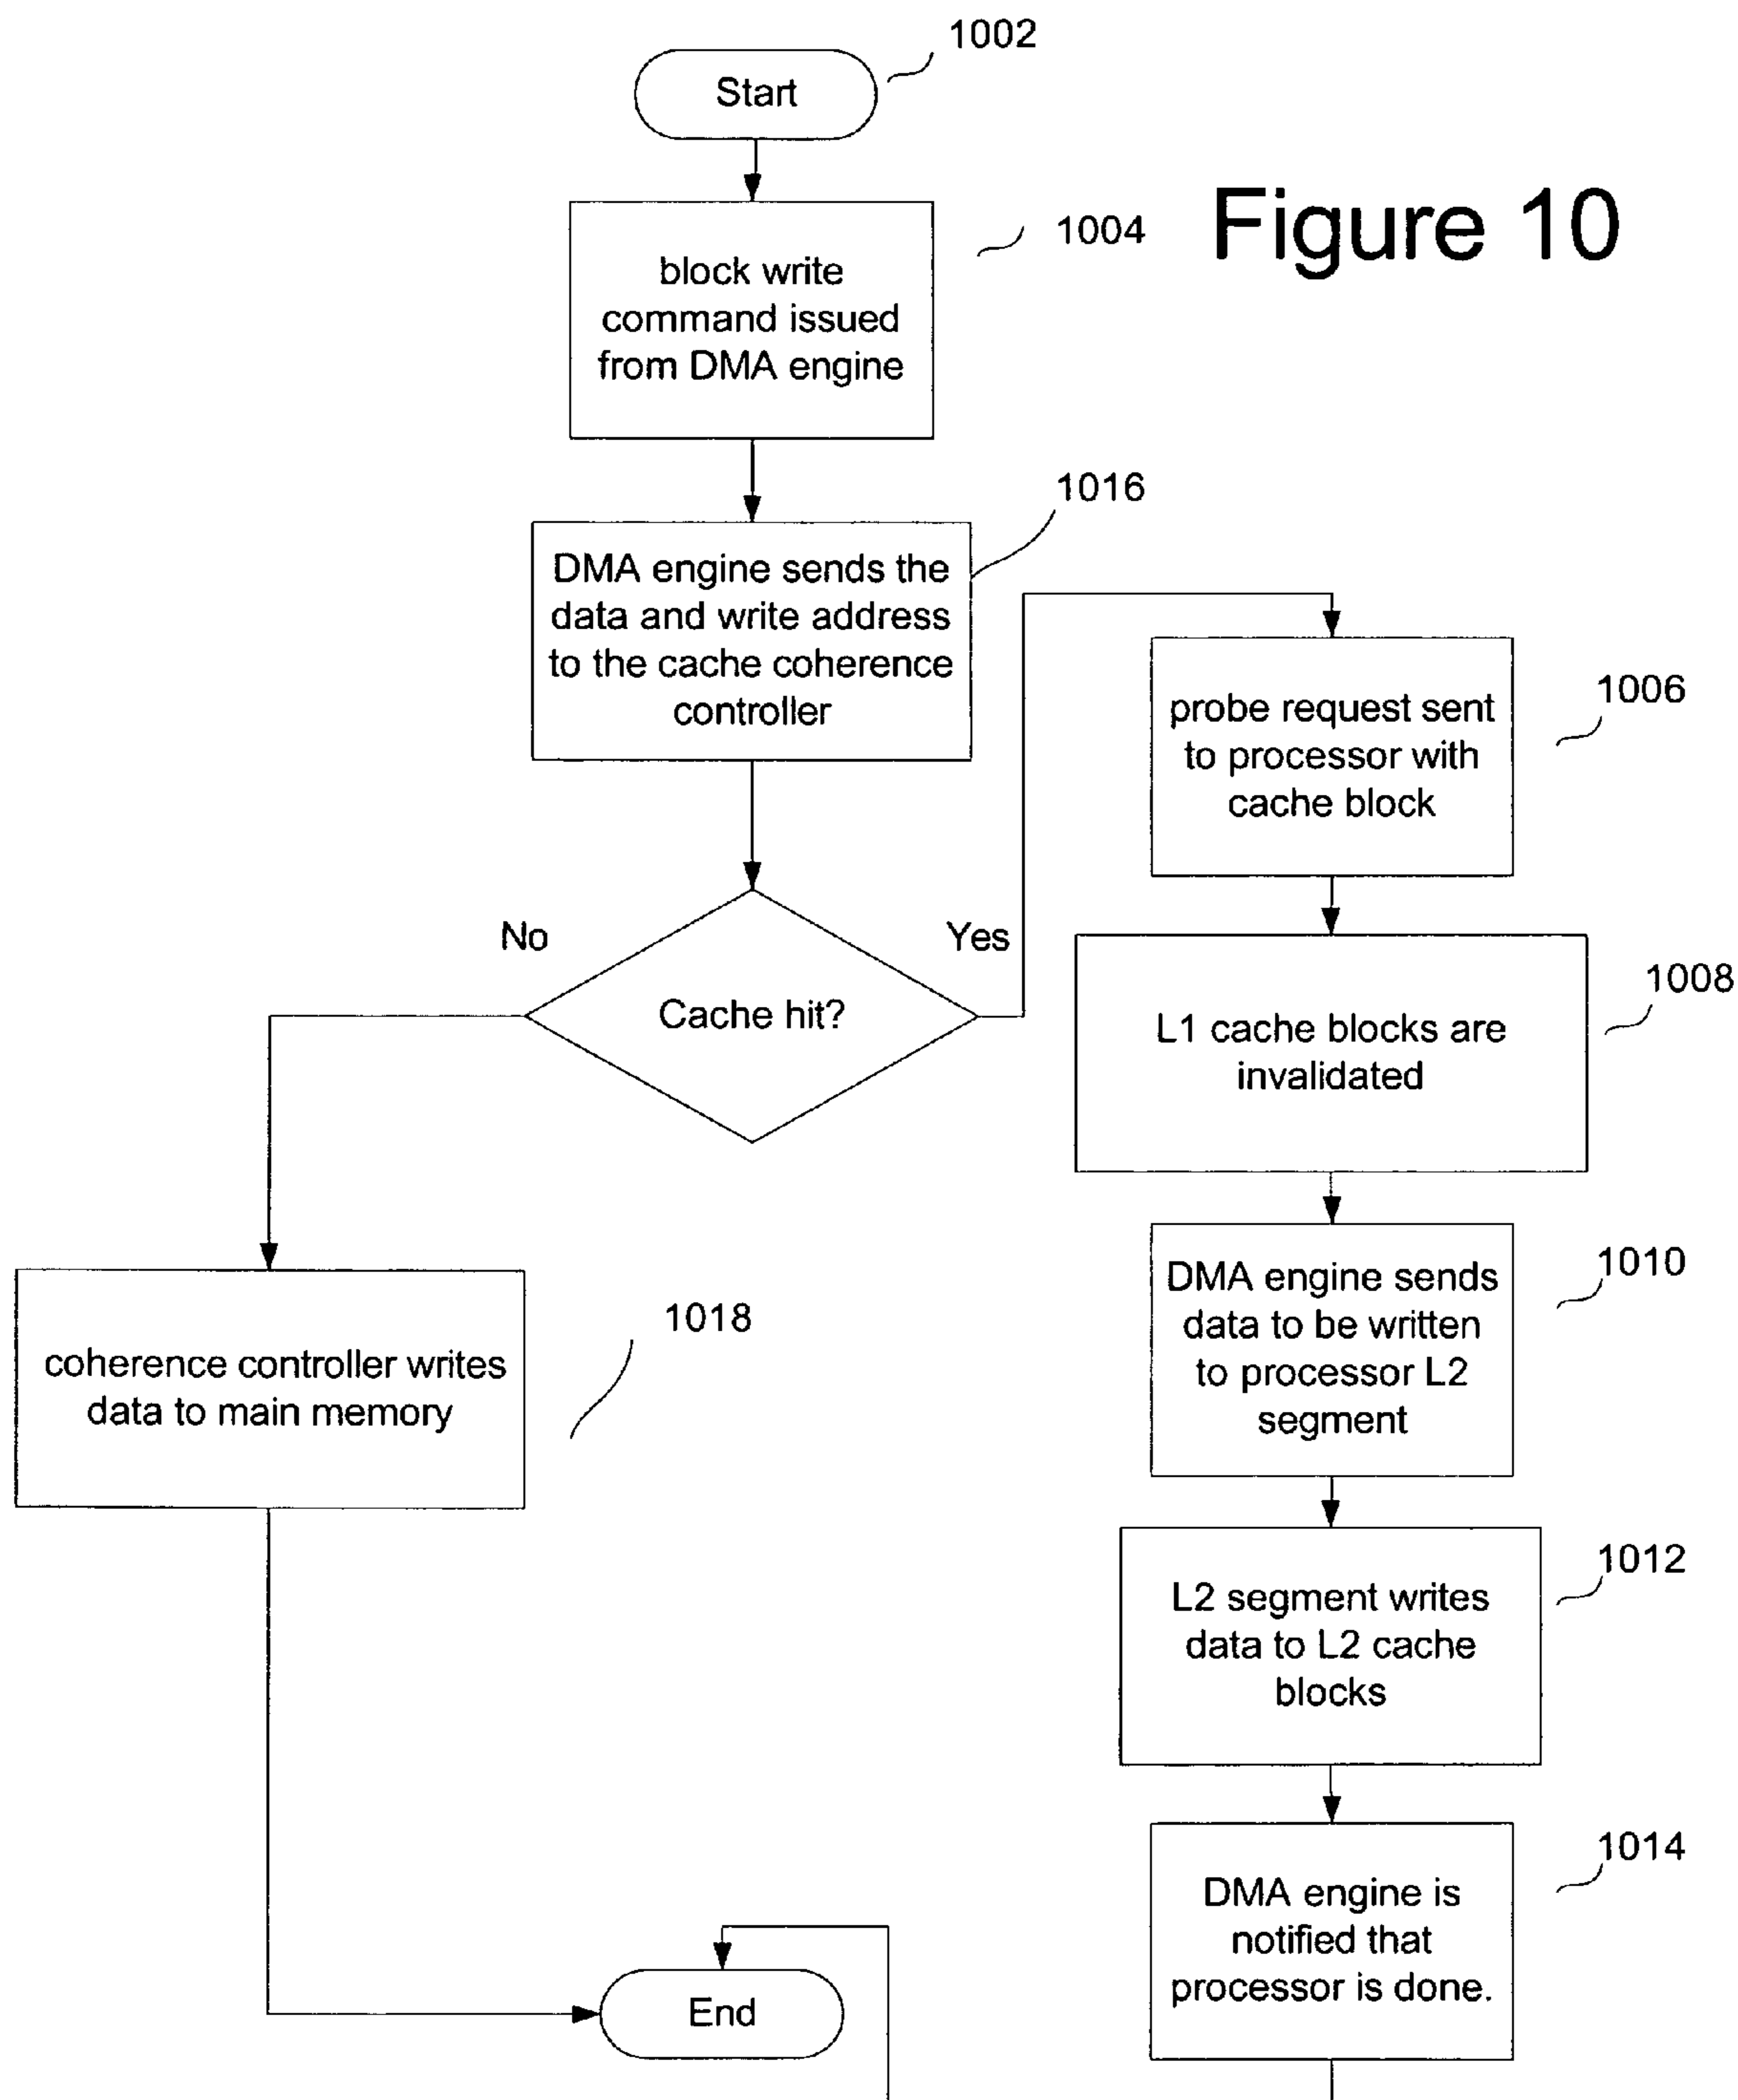 1002
Start
Figure 10
1004
block write
command issued
from DMA engine
1016
DMA engine sends the
data and write address
to the cache coherence
controller
1006
probe request sent
to processor with
cache block
No
Yes
Cache hit?
1008
L1 cache blocks are
invalidated
1010
DMA engine sends
data to be written
to processor L2
segment
1018
coherence controller writes
data to main memory
1012
L2 segment writes
data to L2 cache
blocks
1014
DMA engine is
notified that
processor is done.
End